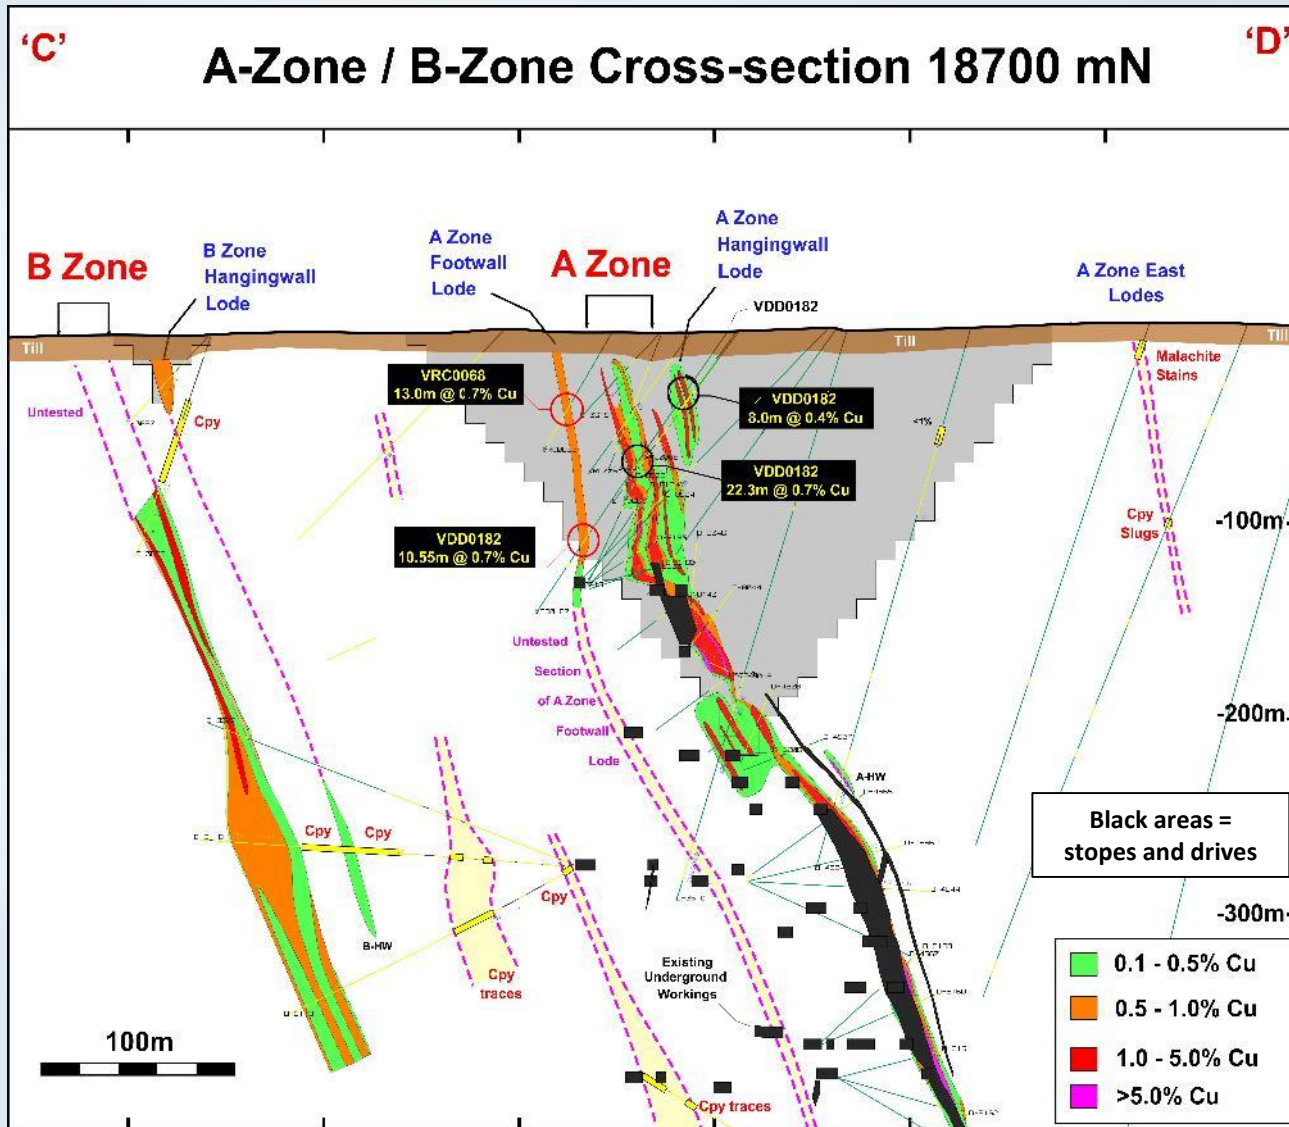 'C'
'D'
A-Zone / B-Zone Cross-section 18700 mN
B Zone
B Zone
Hangingwall
Lode
A Zone
Footwall
Lode
A Zone
A Zone
Hangingwall
Lode
VDD0182
A Zone East
Lodes
Till
Till
Till
Untested
Cpy
VRC0068
13.0m @ 0.7% Cu
VDD0182
8.0m @ 0.4% Cu
VDD0182
22.3m @ 0.7% Cu
VDD0182
10.55m @ 0.7% Cu
<1%
Malachite
Stains
Cpy
Slugs
-100m
Untested
Section
of A Zone
Footwall
Lode
-200m
A-HW
Black areas =
stopes and drives
Cpy
Cpy
Cpy
B-HW
Cpy
traces
-300m
Existing
Underground
Workings
Cpy traces
100m
0.1 - 0.5% Cu
0.5 - 1.0% Cu
1.0 - 5.0% Cu
>5.0% Cu